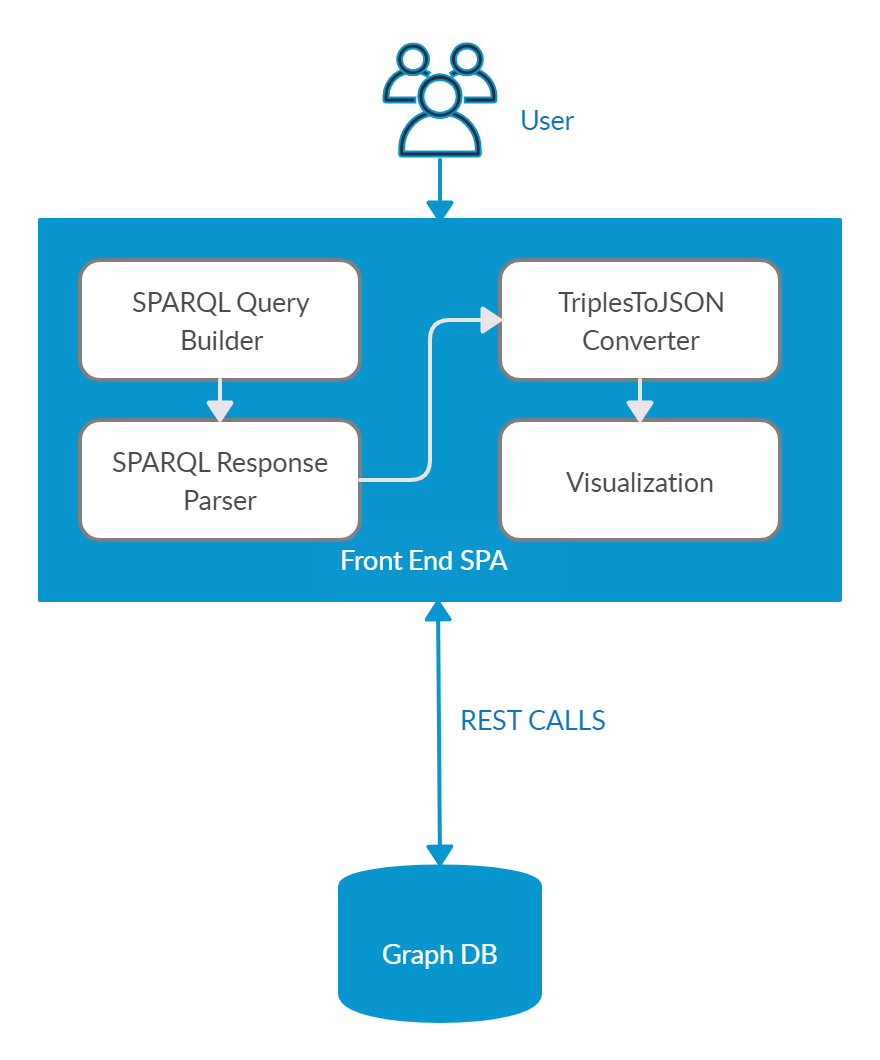 User
SPARQL Query
Builder
TriplesToJSON
Converter
SPARQL Response
Parser
Visualization
Front End SPA
REST CALLS
Graph DB